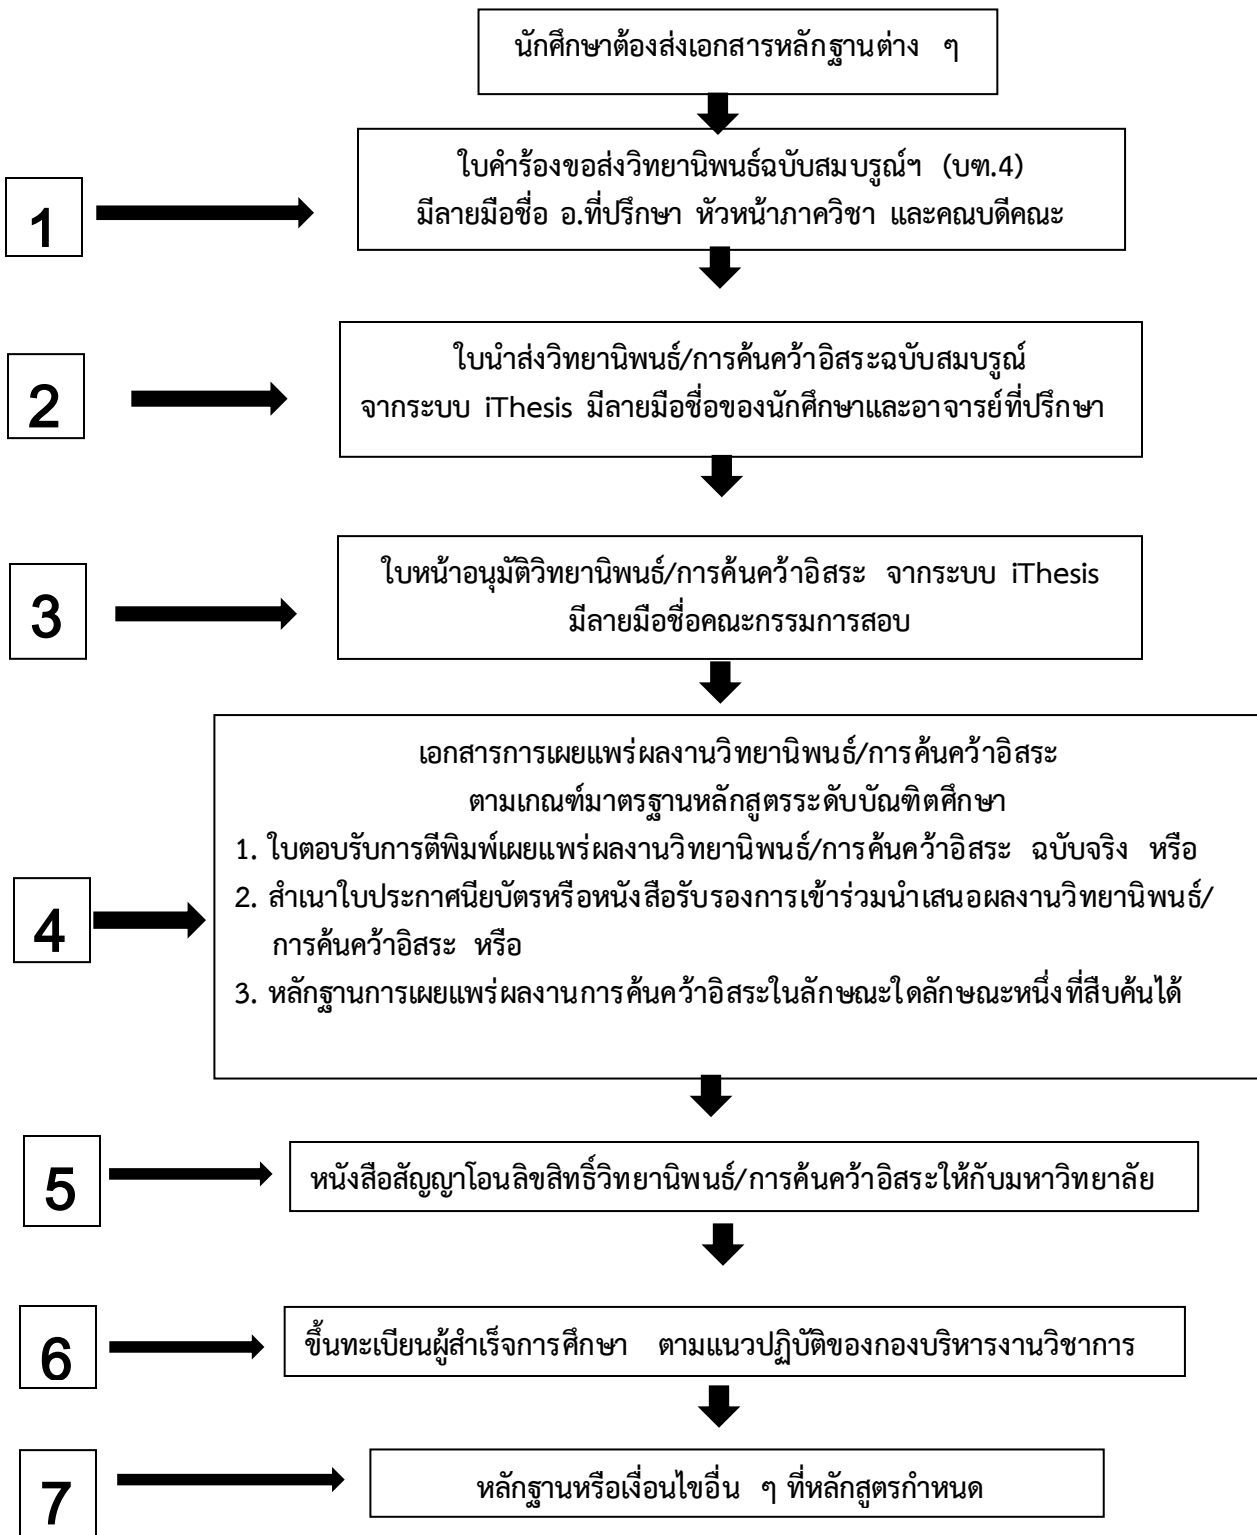 นักศึกษาต้องส่งเอกสารหลักฐานต่าง ๆ
1
ใบคำร้องขอส่งวิทยานิพนธ์ฉบับสมบรูณ์ฯ (บฑ.4)
มีลายมือชื่อ อ.ที่ปรึกษา หัวหน้าภาควิชา และคณบดีคณะ
2
ใบนำส่งวิทยานิพนธ์/การค้นคว้าอิสระฉบับสมบรูณ์
จากระบบ iThesis มีลายมือชื่อของนักศึกษาและอาจารย์ที่ปรึกษา
3
ใบหน้าอนุมัติวิทยานิพนธ์/การค้นคว้าอิสระ จากระบบ iThesis
มีลายมือชื่อคณะกรรมการสอบ
4
เอกสารการเผยแพร่ผลงานวิทยานิพนธ์/การค้นคว้าอิสระ
ตามเกณฑ์มาตรฐานหลักสูตรระดับบัณฑิตศึกษา
1. ใบตอบรับการตีพิมพ์เผยแพร่ผลงานวิทยานิพนธ์/การค้นคว้าอิสระ ฉบับจริง หรือ
2. สำเนาใบประกาศนียบัตรหรือหนังสือรับรองการเข้าร่วมนำเสนอผลงานวิทยานิพนธ์/
การค้นคว้าอิสระ หรือ
3. หลักฐานการเผยแพร่ผลงานการค้นคว้าอิสระในลักษณะใดลักษณะหนึ่งที่สืบค้นได้
5
หนังสือสัญญาโอนลิขสิทธิ์วิทยานิพนธ์/การค้นคว้าอิสระให้กับมหาวิทยาลัย
6
ขึ้นทะเบียนผู้สำเร็จการศึกษา ตามแนวปฏิบัติของกองบริหารงานวิชาการ
7
หลักฐานหรือเงื่อนไขอื่น ๆ ที่หลักสูตรกำหนด